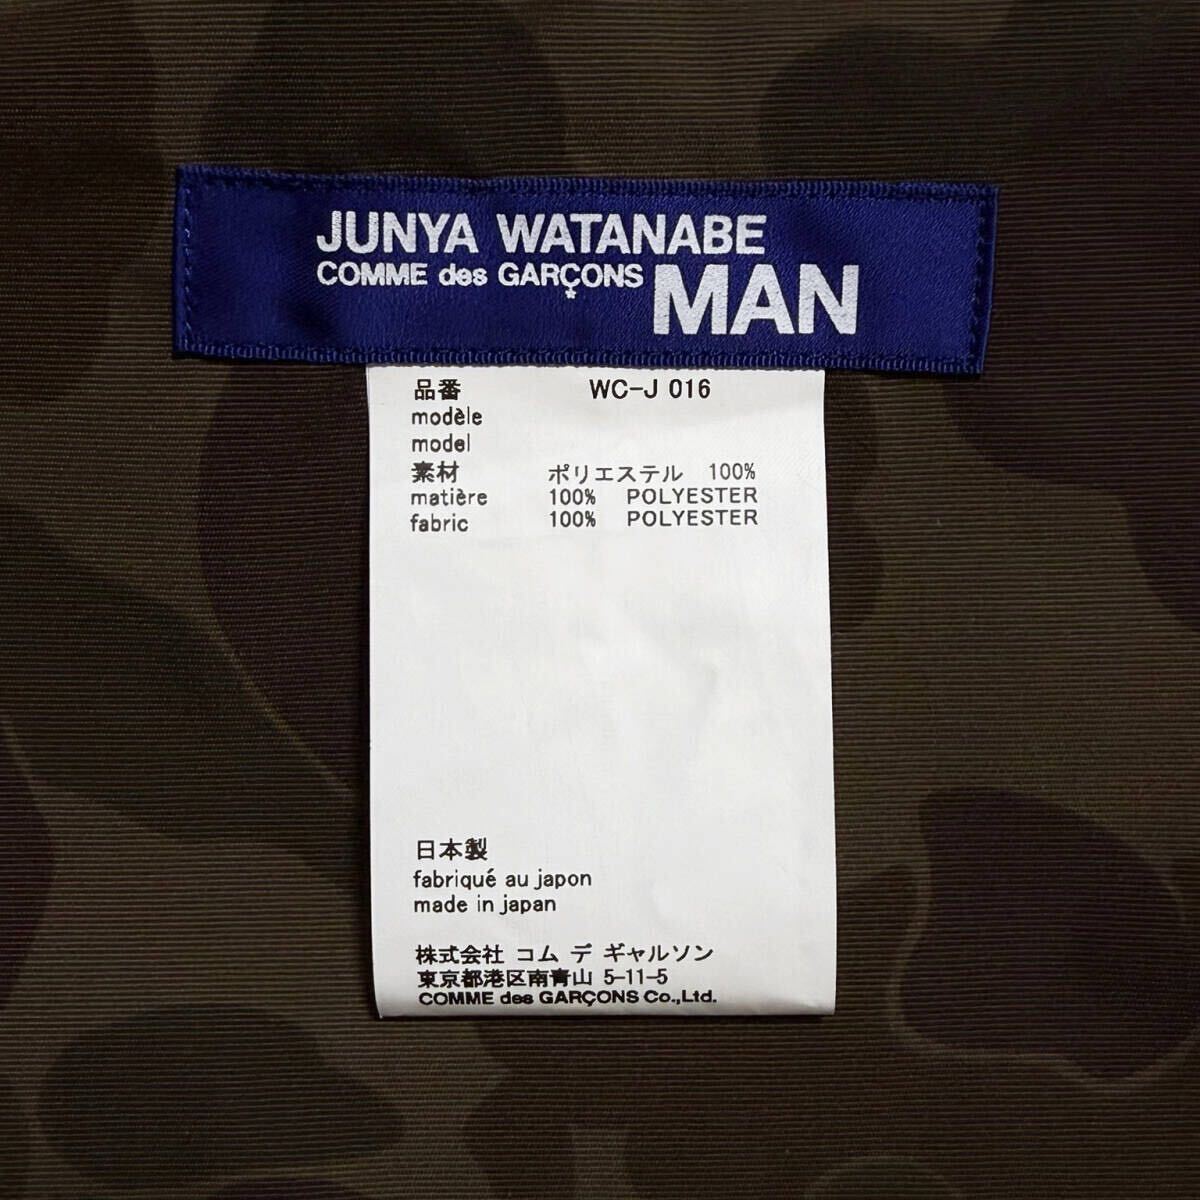 JUNYA WATANABE
COMME des GARÇONS MAN
品番 WC-J 016
modèle
model
素材 ポリエステル 100%
matière 100% POLYESTER
fabric 100% POLYESTER
日本製
fabriqué au japon
made in japan
株式会社 コム デ ギャルソン
東京都港区南青山 5-11-5
COMME des GARÇONS Co.,Ltd.